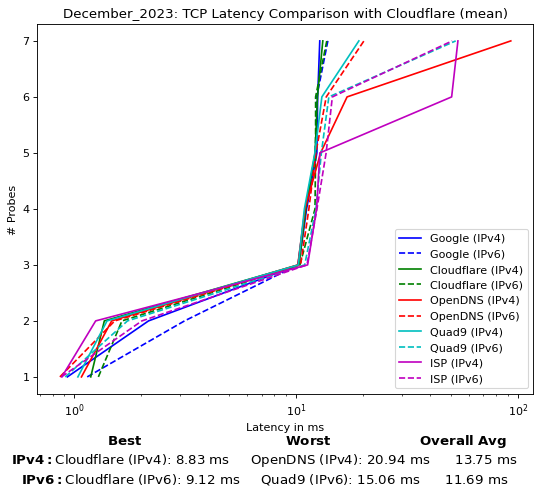 December_2023: TCP Latency Comparison with Cloudflare (mean)
7
6
5
4
3
2
1
# Probes
Google (IPv4)
Google (IPv6)
Cloudflare (IPv4)
Cloudflare (IPv6)
OpenDNS (IPv4)
OpenDNS (IPv6)
Quad9 (IPv4)
Quad9 (IPv6)
ISP (IPv4)
ISP (IPv6)
10⁰ 10¹ 10²
Latency in ms
Best Worst Overall Avg
IPv4: Cloudflare (IPv4): 8.83 ms OpenDNS (IPv4): 20.94 ms 13.75 ms
IPv6: Cloudflare (IPv6): 9.12 ms Quad9 (IPv6): 15.06 ms 11.69 ms